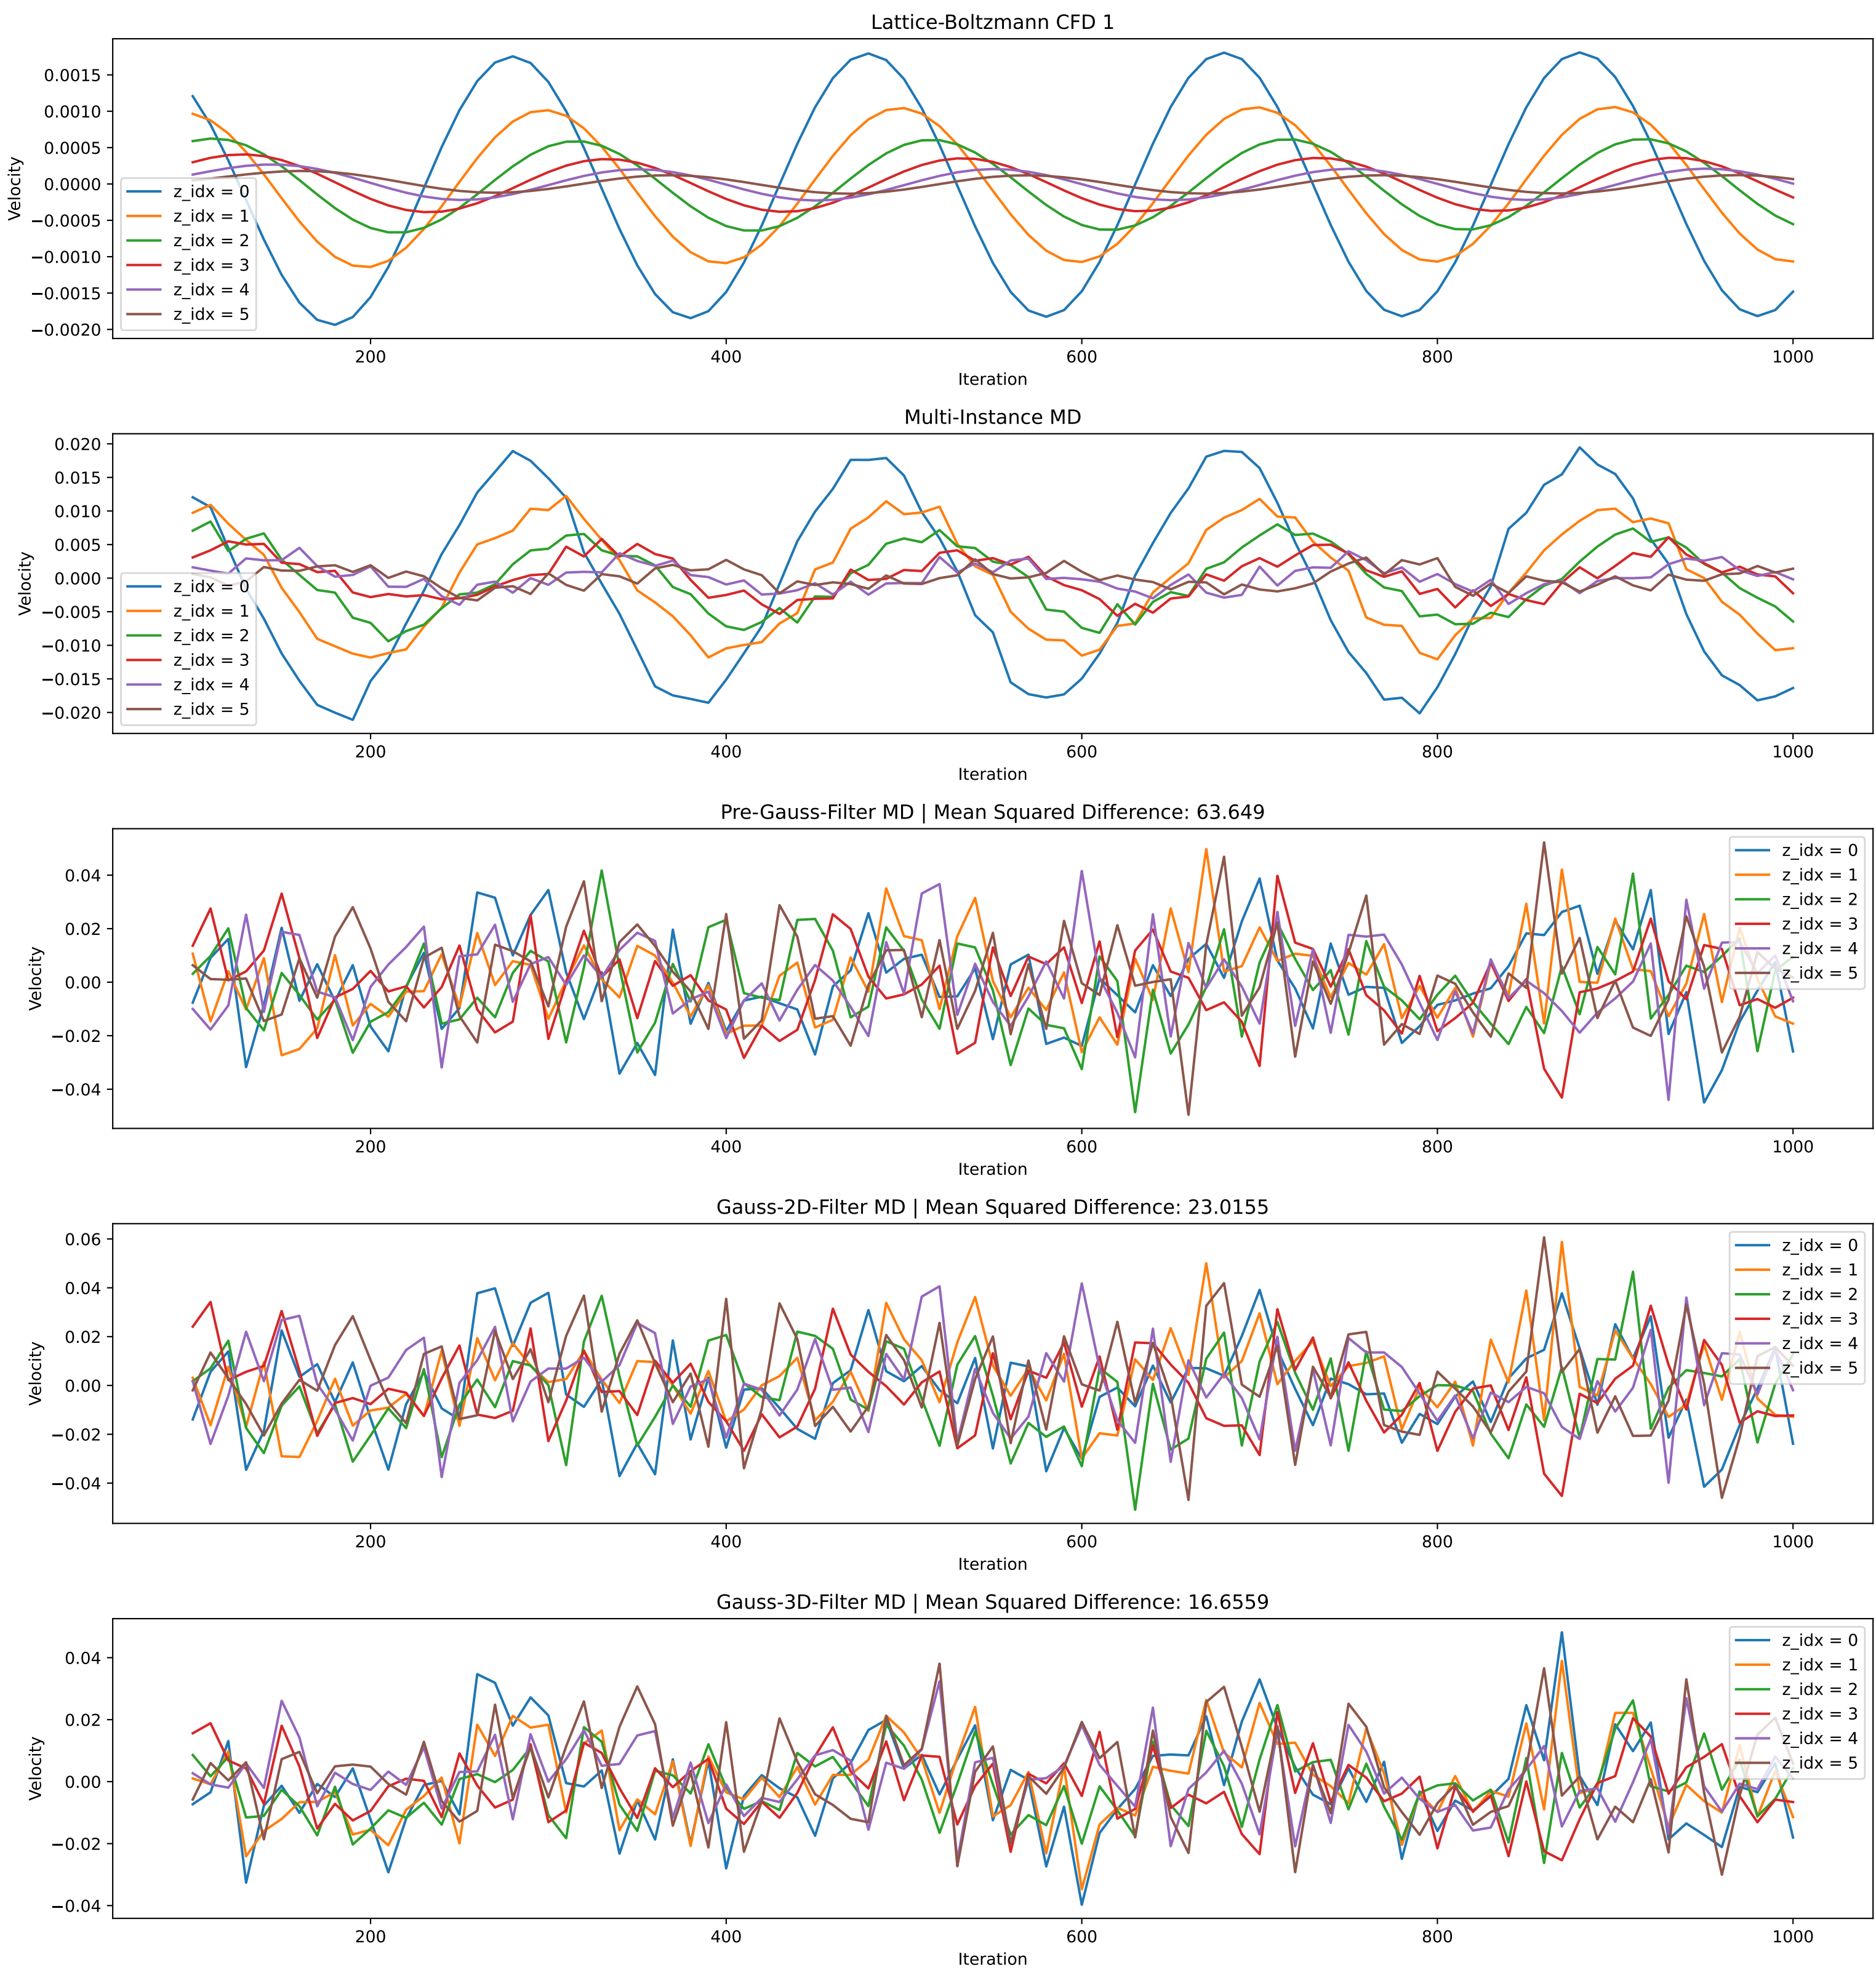 Lattice-Boltzmann CFD 1
Velocity
0.0015
0.0010
0.0005
0.0000
−0.0005
−0.0010
−0.0015
−0.0020
z_idx = 0
z_idx = 1
z_idx = 2
z_idx = 3
z_idx = 4
z_idx = 5
200 400 600 800 1000
Iteration
Multi-Instance MD
Velocity
0.020
0.015
0.010
0.005
0.000
−0.005
−0.010
−0.015
−0.020
z_idx = 0
z_idx = 1
z_idx = 2
z_idx = 3
z_idx = 4
z_idx = 5
200 400 600 800 1000
Iteration
Pre-Gauss-Filter MD | Mean Squared Difference: 63.649
Velocity
0.04
0.02
0.00
−0.02
−0.04
z_idx = 0
z_idx = 1
z_idx = 2
z_idx = 3
z_idx = 4
z_idx = 5
200 400 600 800 1000
Iteration
Gauss-2D-Filter MD | Mean Squared Difference: 23.0155
Velocity
0.06
0.04
0.02
0.00
−0.02
−0.04
z_idx = 0
z_idx = 1
z_idx = 2
z_idx = 3
z_idx = 4
z_idx = 5
200 400 600 800 1000
Iteration
Gauss-3D-Filter MD | Mean Squared Difference: 16.6559
Velocity
0.04
0.02
0.00
−0.02
−0.04
z_idx = 0
z_idx = 1
z_idx = 2
z_idx = 3
z_idx = 4
z_idx = 5
200 400 600 800 1000
Iteration